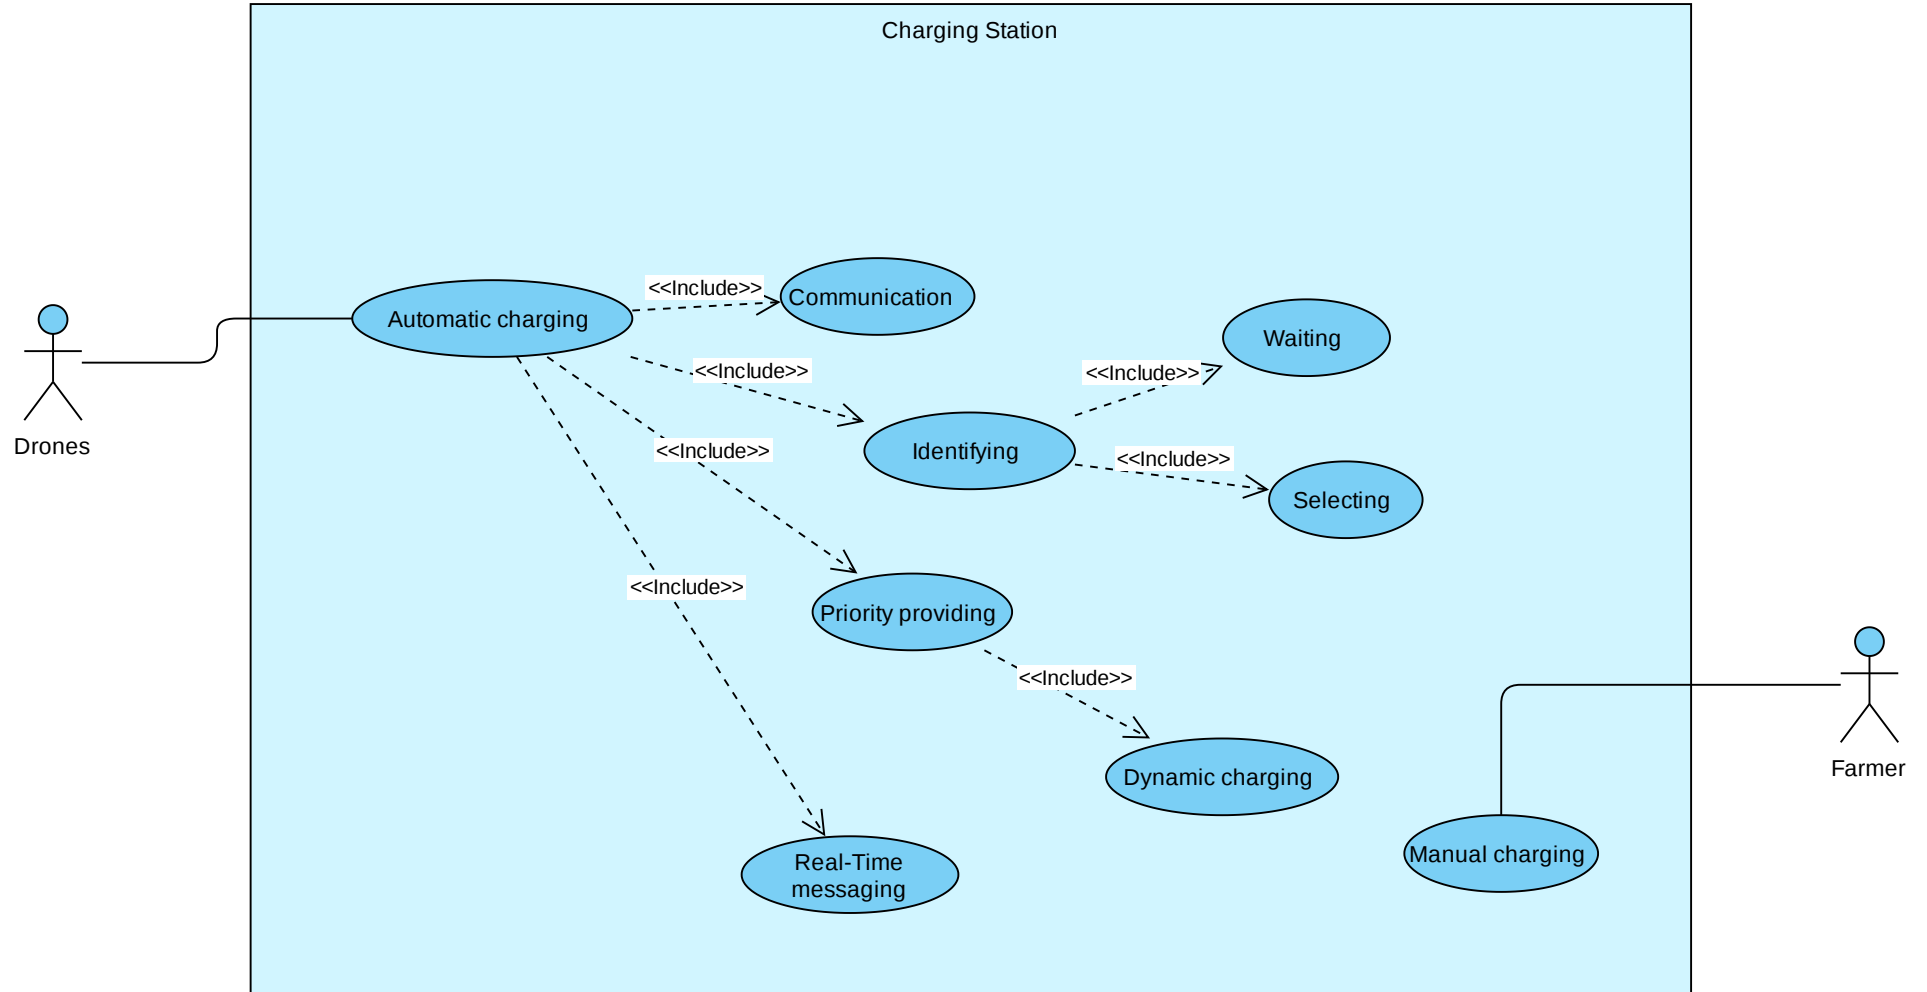 Charging Station
<<Include>>
Communication
Automatic charging
Waiting
<<Include>>
<<Include>>
Drones
<<Include>>
Identifying
<<Include>>
Selecting
<<Include>>
Priority providing
<<Include>>
Dynamic charging
Farmer
Real-Time
messaging
Manual charging